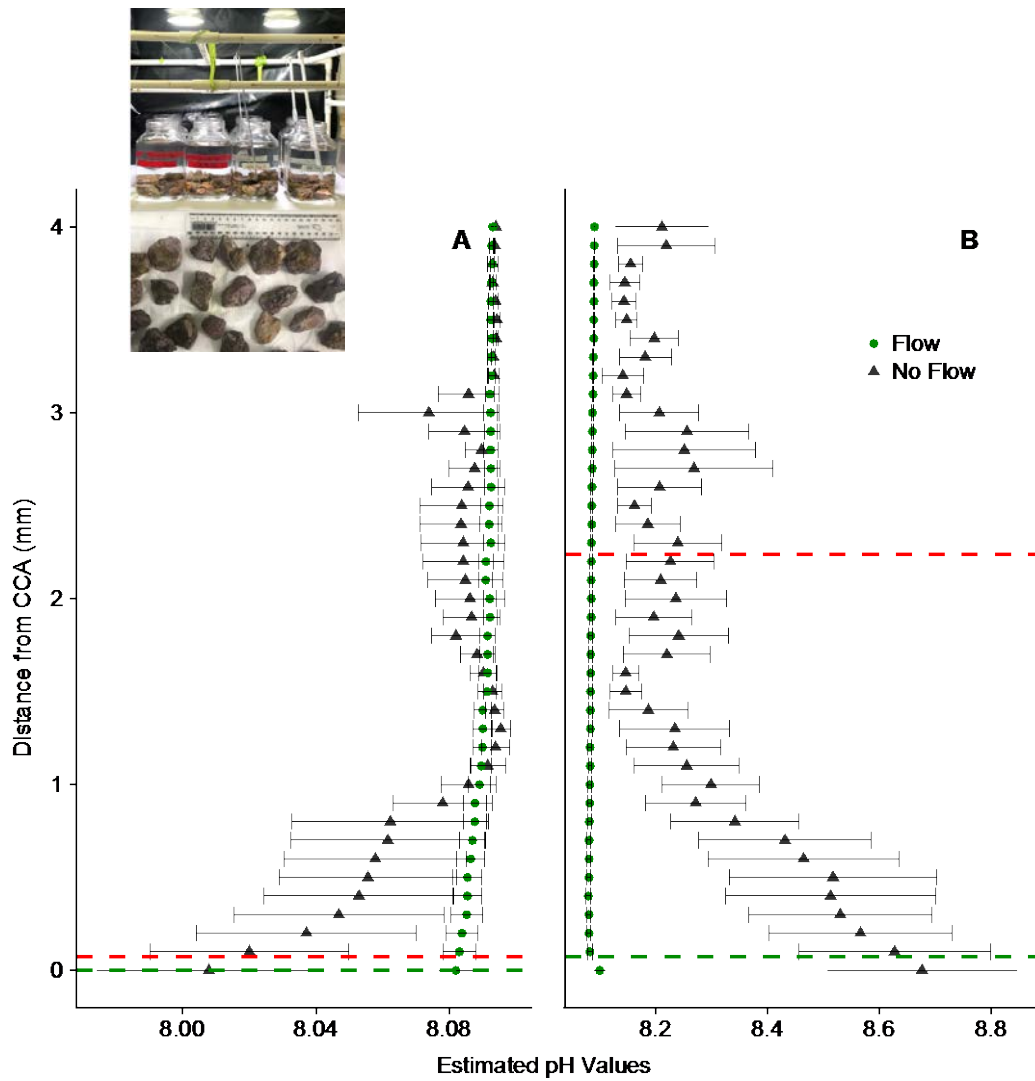 A
B
Flow
No Flow
Distance from CCA (mm)
4
3
2
1
0
8.00
8.04
8.08
8.2
8.4
8.6
8.8
Estimated pH Values